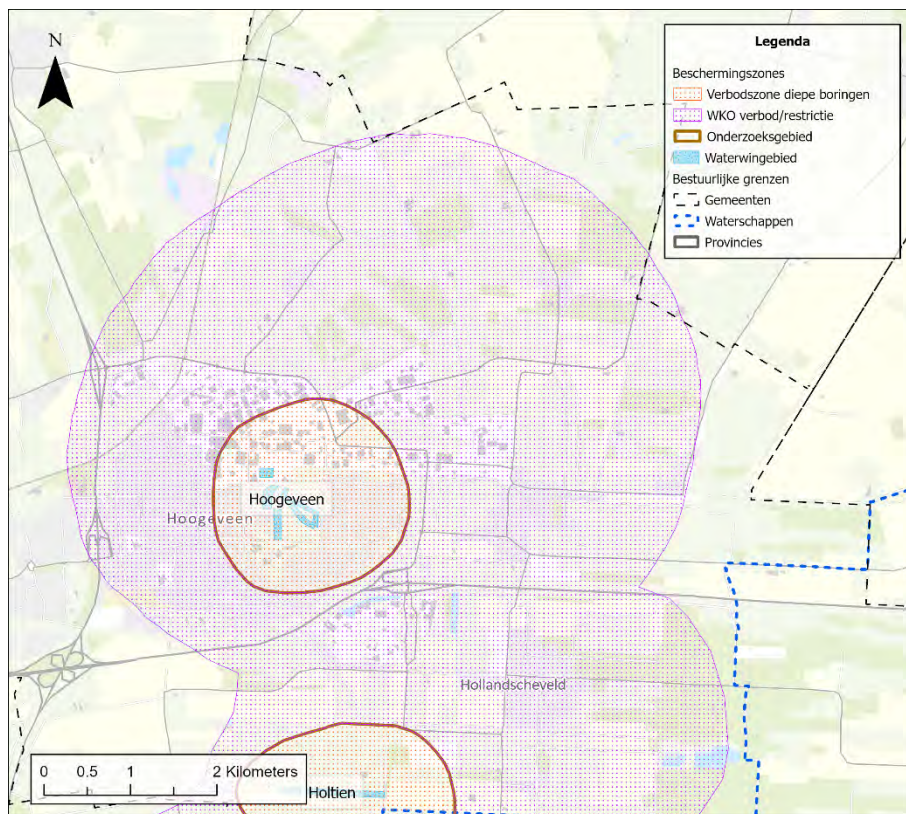 N
Legenda
Beschermingszones
Verbodszone diepe boringen
WKO verbod/restrictie
Onderzoeksgebied
Waterwingebied
Bestuurlijke grenzen
Gemeenten
Waterschappen
Provincies
Hoogeveen
Hoogeveen
Hollandscheveld
0 0.5 1 2 Kilometers
Holtien